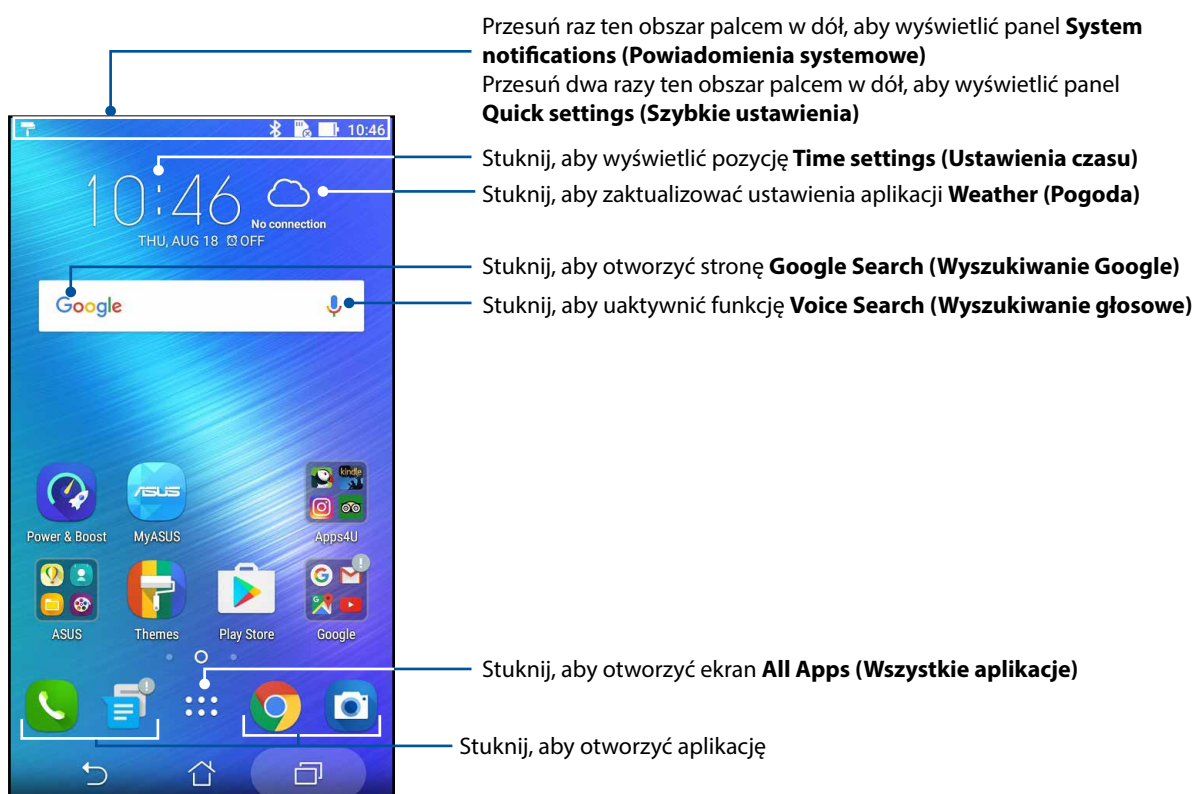 Przesuń raz ten obszar palcem w dół, aby wyświetlić panel System
notifications (Powiadomienia systemowe)
Przesuń dwa razy ten obszar palcem w dół, aby wyświetlić panel
Quick settings (Szybkie ustawienia)
10:46
Stuknij, aby wyświetlić pozycję Time settings (Ustawienia czasu)
10:46
Stuknij, aby zaktualizować ustawienia aplikacji Weather (Pogoda)
No connection
THU, AUG 18 OFF
Stuknij, aby otworzyć stronę Google Search (Wyszukiwanie Google)
Google
Stuknij, aby uaktywnić funkcję Voice Search (Wyszukiwanie głosowe)
kindle
ASUS
Power & Boost MyASUS Apps4U
ASUS Themes Play Store Google
Stuknij, aby otworzyć ekran All Apps (Wszystkie aplikacje)
Stuknij, aby otworzyć aplikację